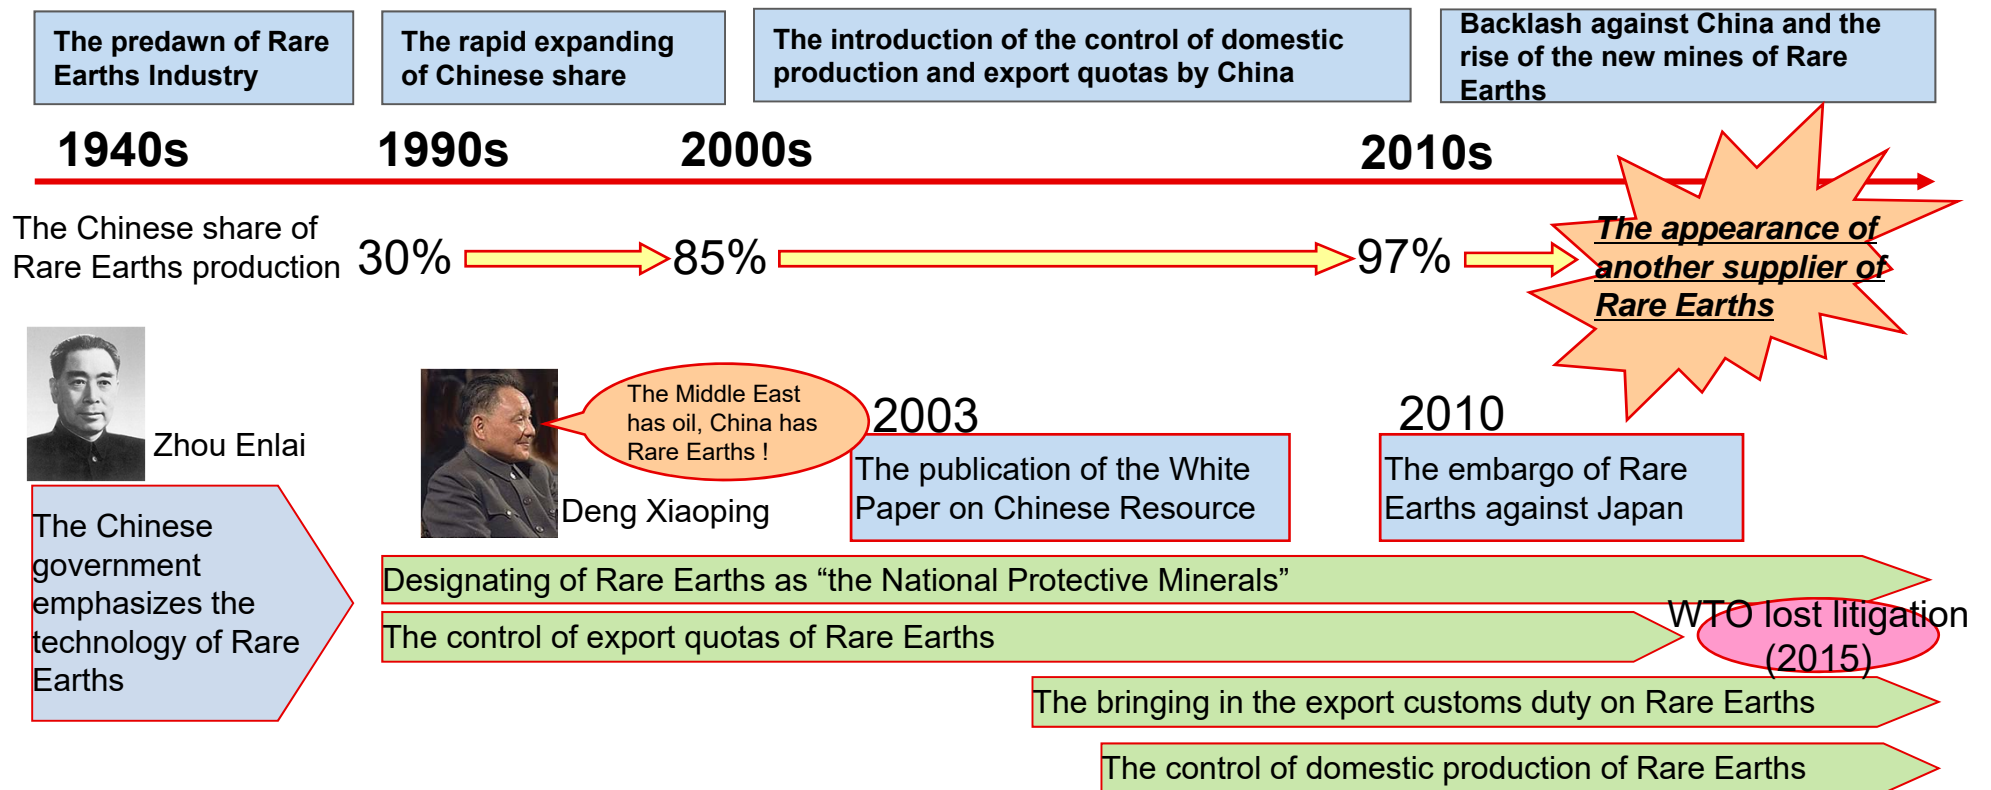 The predawn of Rare
Earths Industry
The rapid expanding
of Chinese share
The introduction of the control of domestic
production and export quotas by China
Backlash against China and the
rise of the new mines of Rare
Earths
1940s
1990s
2000s
2010s
The Chinese share of
Rare Earths production
30%
85%
97%
The appearance of
another supplier of
Rare Earths
Zhou Enlai
The Chinese
government
emphasizes the
technology of Rare
Earths
The Middle East
has oil, China has
Rare Earths !
Deng Xiaoping
2003
The publication of the White
Paper on Chinese Resource
2010
The embargo of Rare
Earths against Japan
Designating of Rare Earths as “the National Protective Minerals”
The control of export quotas of Rare Earths
WTO lost litigation
(2015)
The bringing in the export customs duty on Rare Earths
The control of domestic production of Rare Earths